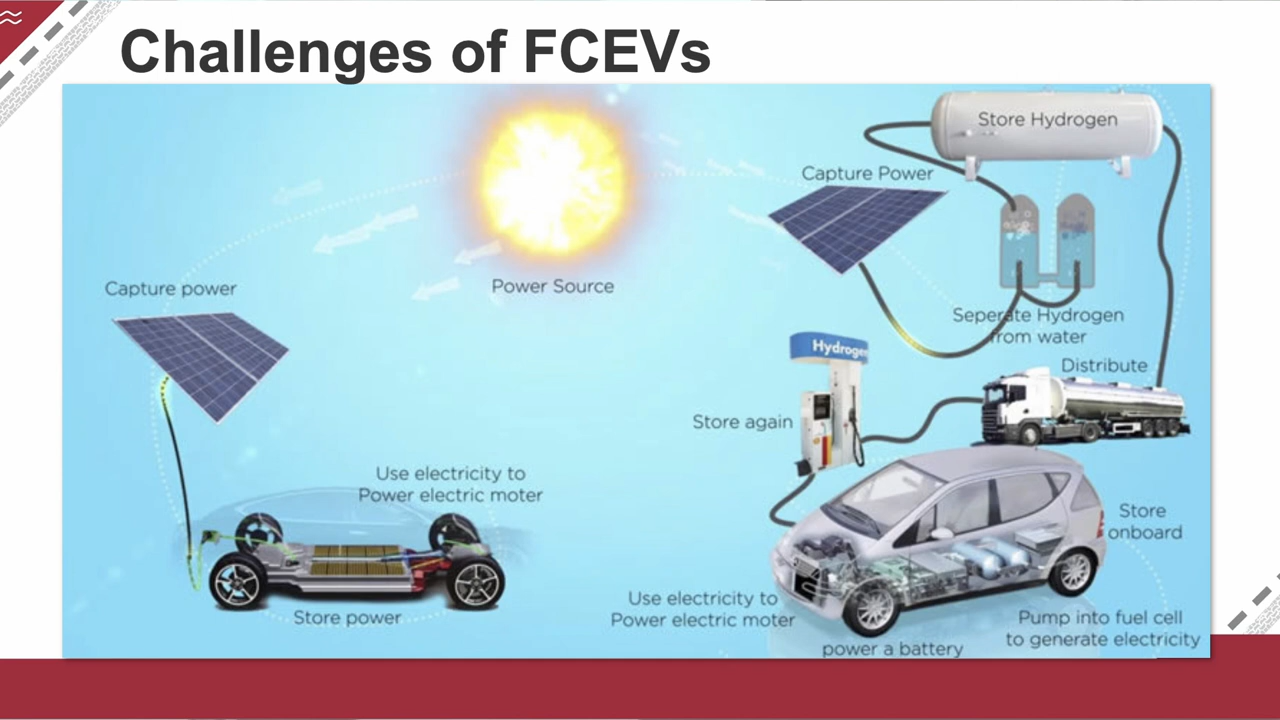 Challenges of FCEVs
Store Hydrogen
Capture Power
Power Source
Capture power
Seperate Hydrogen
from water
Hydrogen
Distribute
Store again
Use electricity to
Power electric moter
Store power
Store
onboard
Use electricity to
Power electric moter
Pump into fuel cell
to generate electricity
power a battery